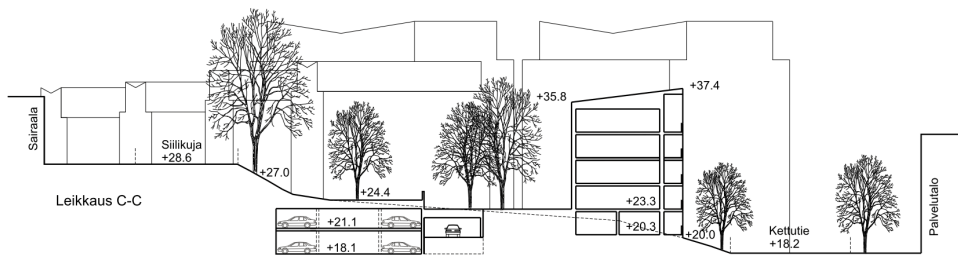 Sairaala
Siilikuja
+28.6
+27.0
Leikkaus C-C
+24.4
+21.1
+18.1
+35.8
+37.4
+23.3
+20.3
+20.0
Kettutie
+18.2
Palvelutalo